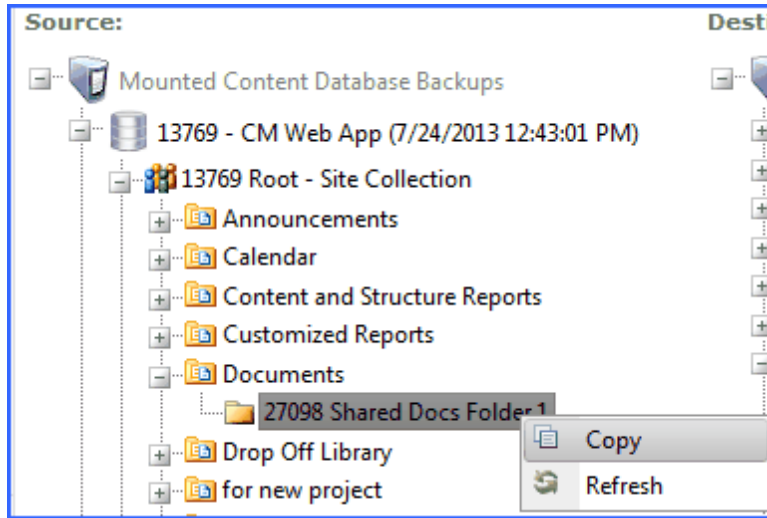 Source:
Desti
Mounted Content Database Backups
13769 - CM Web App (7/24/2013 12:43:01 PM)
13769 Root - Site Collection
Announcements
Calendar
Content and Structure Reports
Customized Reports
Documents
27098 Shared Docs Folder 1
Copy
Drop Off Library
Refresh
for new project